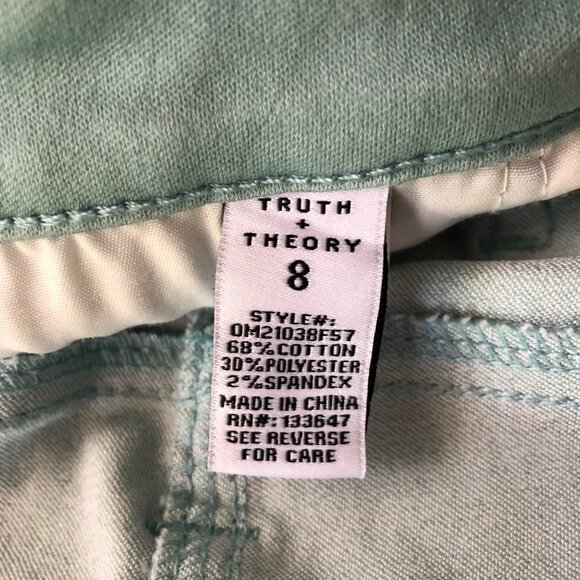 TRUTH
+
THEORY
8
STYLE#:
OM21038F57
68% COTTON
30% POLYESTER
2% SPANDEX
MADE IN CHINA
RN#: 133647
SEE REVERSE
FOR CARE